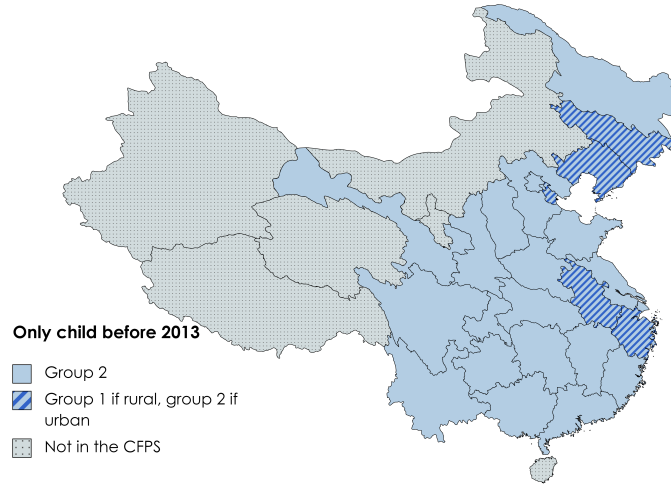 Only child before 2013
Group 2
Group 1 if rural, group 2 if
urban
Not in the CFPS